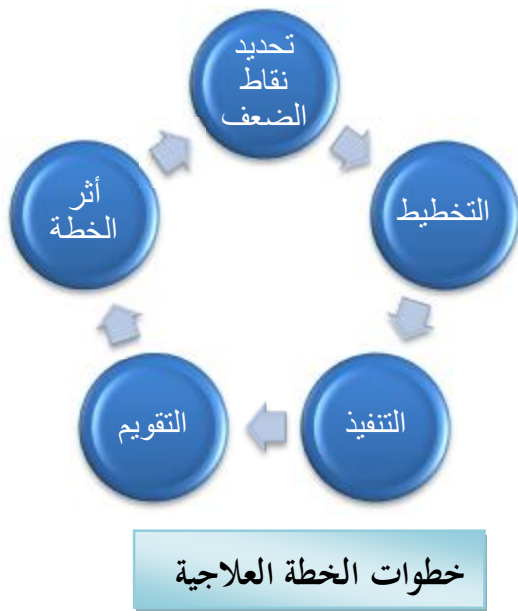 تحديد
نقاط
الضعف
التخطيط
التنفيذ
التقويم
أثر
الخطة
خطوات الخطة العلاجية